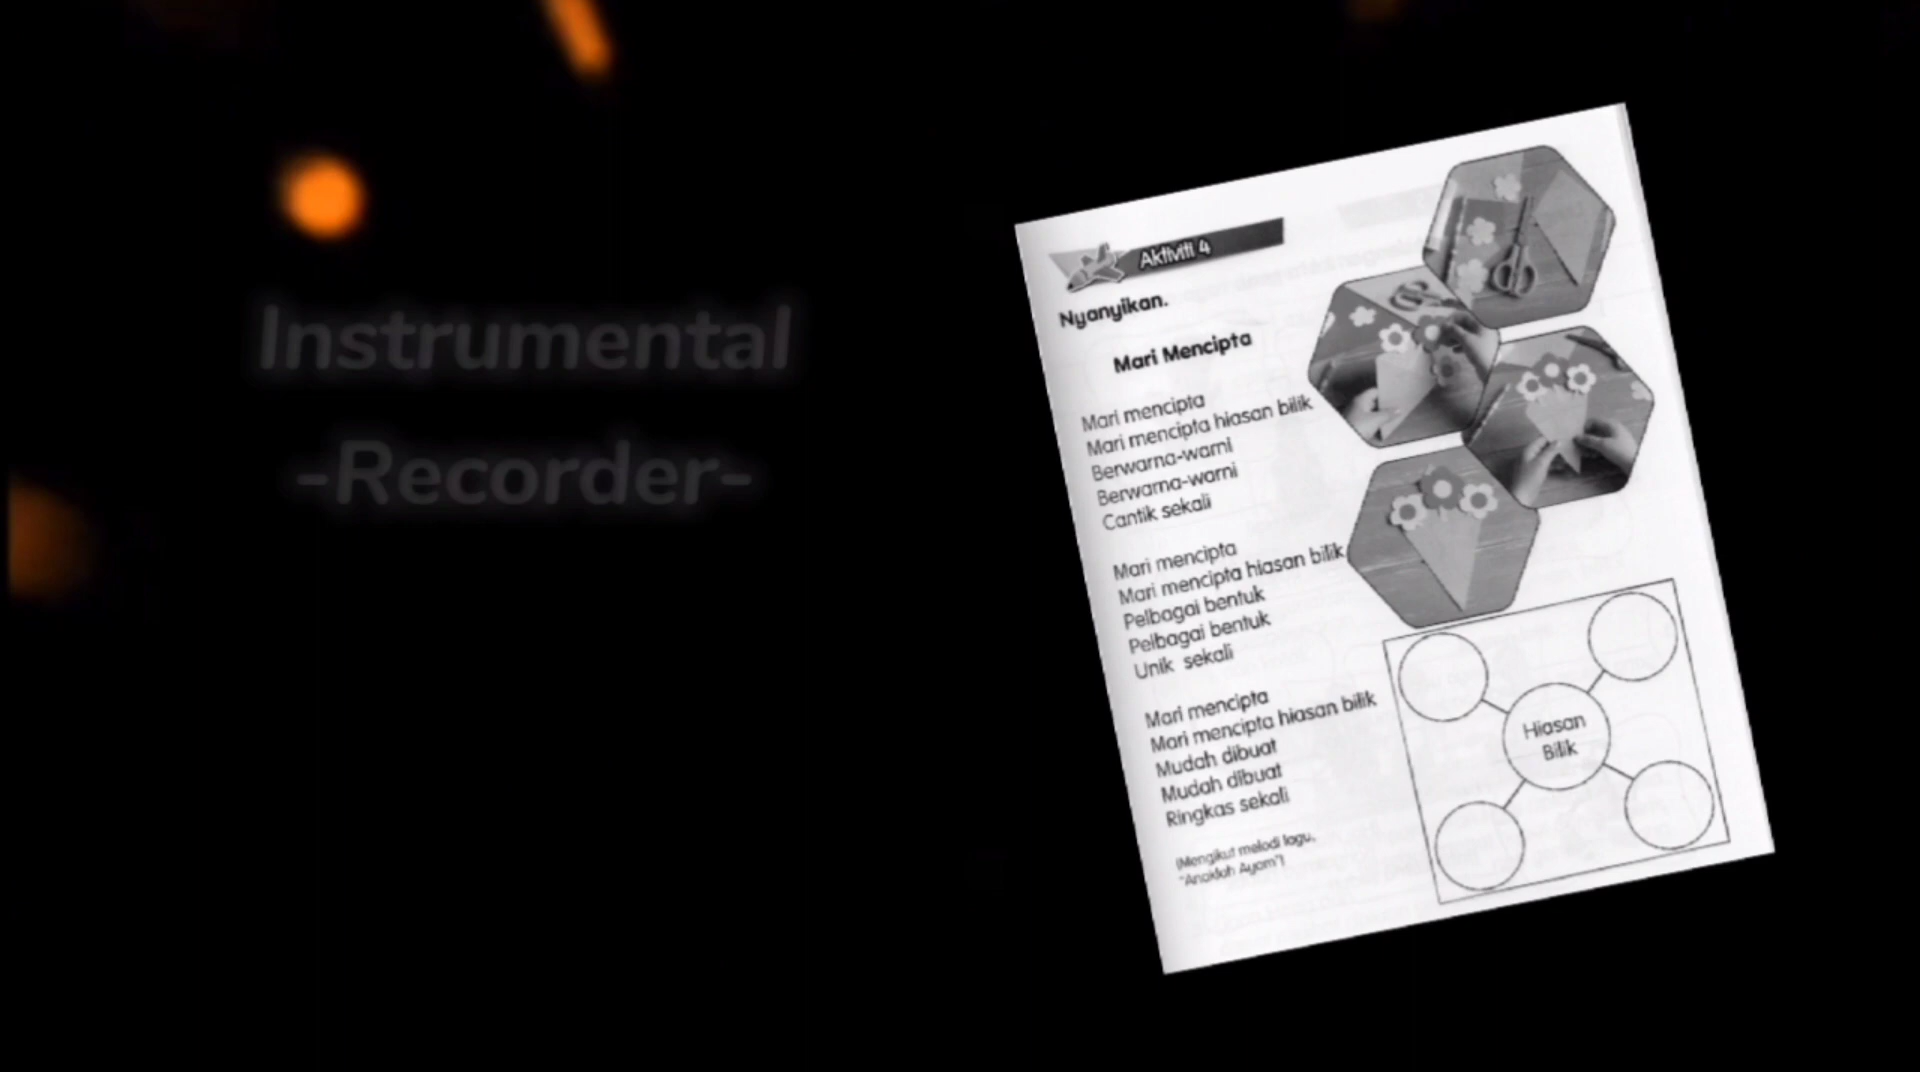 Instrumental
-Recorder-
Aktiviti 4
Nyanyikan.
Mari Mencipta
Mari mencipta
Mari mencipta hiasan bilik
Berwarna-warni
Berwarna-warni
Cantik sekali
Mari mencipta
Mari mencipta hiasan bilik
Pelbagai bentuk
Pelbagai bentuk
Unik sekali
Mari mencipta
Mari mencipta hiasan bilik
Mudah dibuat
Mudah dibuat
Ringkas sekali
(Mengikut melodi lagu,
"Anaklah Ayam")
Hiasan
Bilik